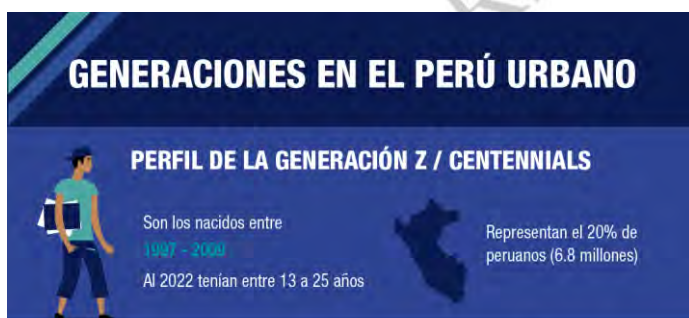 GENERACIONES EN EL PERÚ URBANO
PERFIL DE LA GENERACIÓN Z / CENTENNIALS
Son los nacidos entre
1997 - 2009
Al 2022 tenían entre 13 a 25 años
Representan el 20% de
peruanos (6.8 millones)